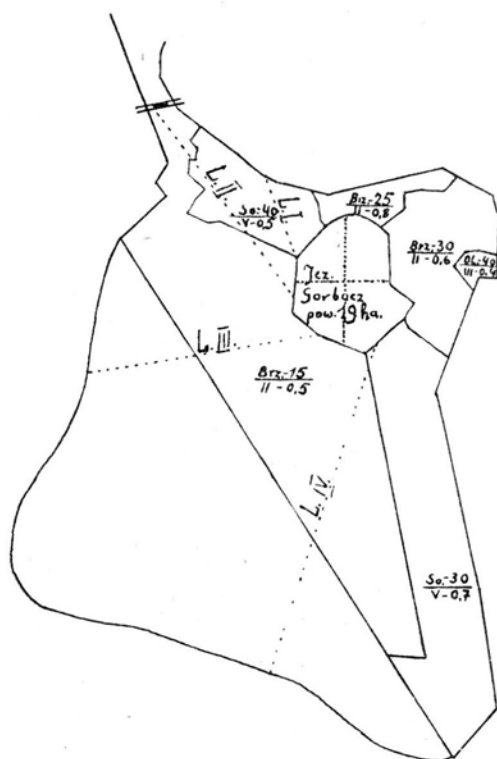 L. II
L. I
So.-40
V-0,5
Brz.-25
II-0,8
Brz.-30
II-0,6
Ol.-40
III-0,4
Jez.
Gorbacz
pow. 19 ha.
L. III
Brz.-15
II-0,5
L. IV
So.-30
V-0,7